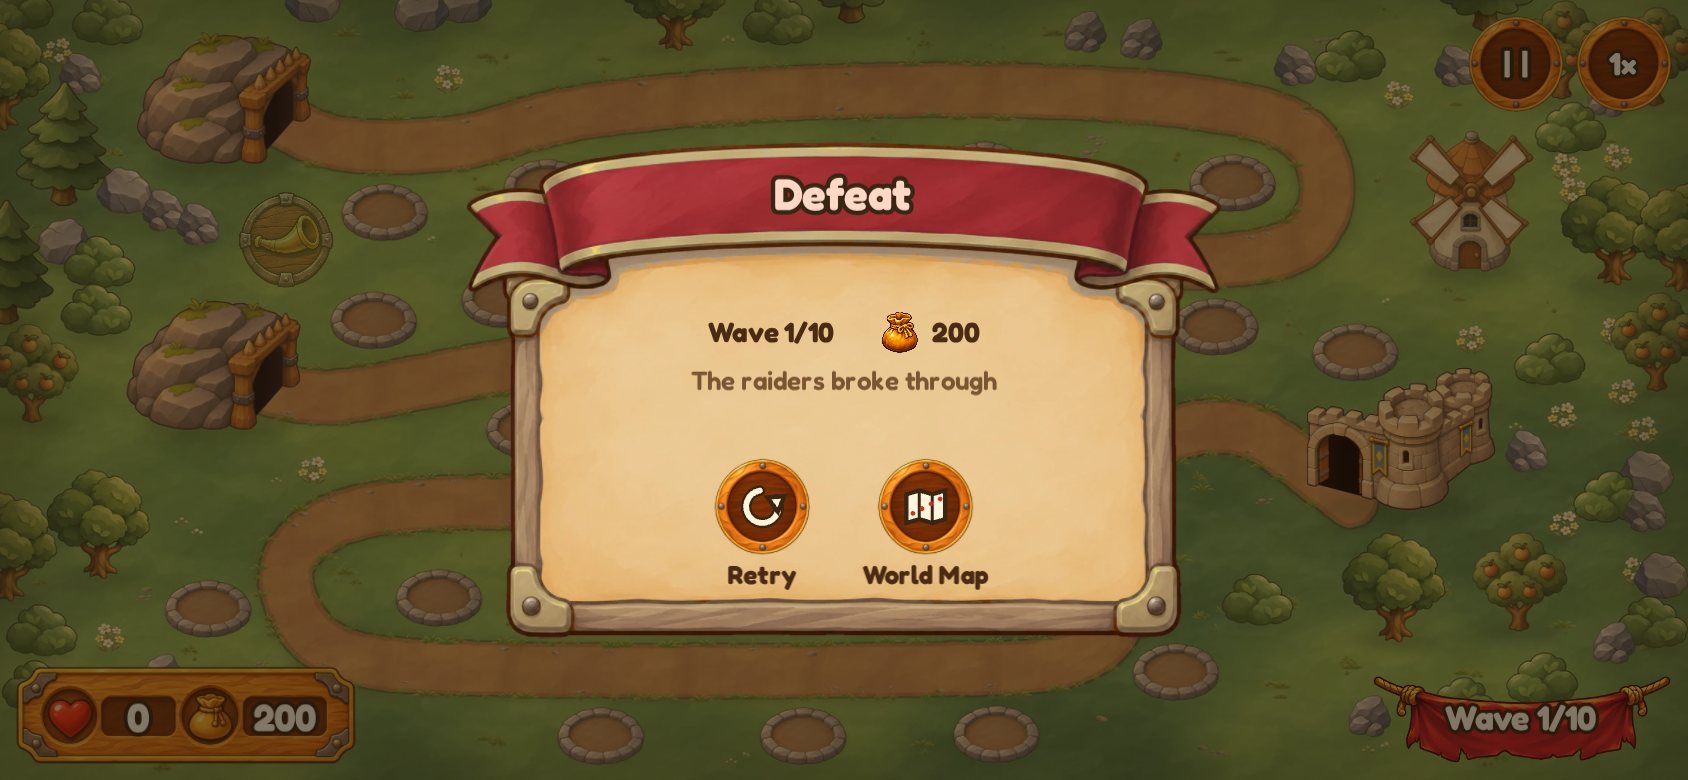 1x
Defeat
Wave 1/10
200
The raiders broke through
Retry
World Map
0
200
Wave 1/10